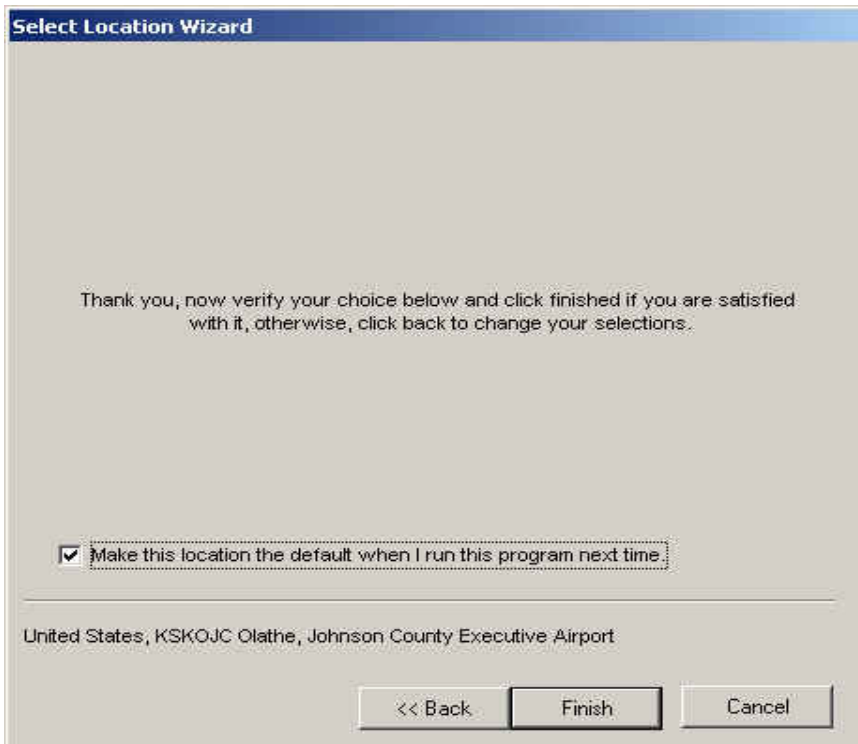 Select Location Wizard
Thank you, now verify your choice below and click finished if you are satisfied
with it, otherwise, click back to change your selections.
Make this location the default when I run this program next time.
United States, KSKOJC Olathe, Johnson County Executive Airport
<< Back
Finish
Cancel